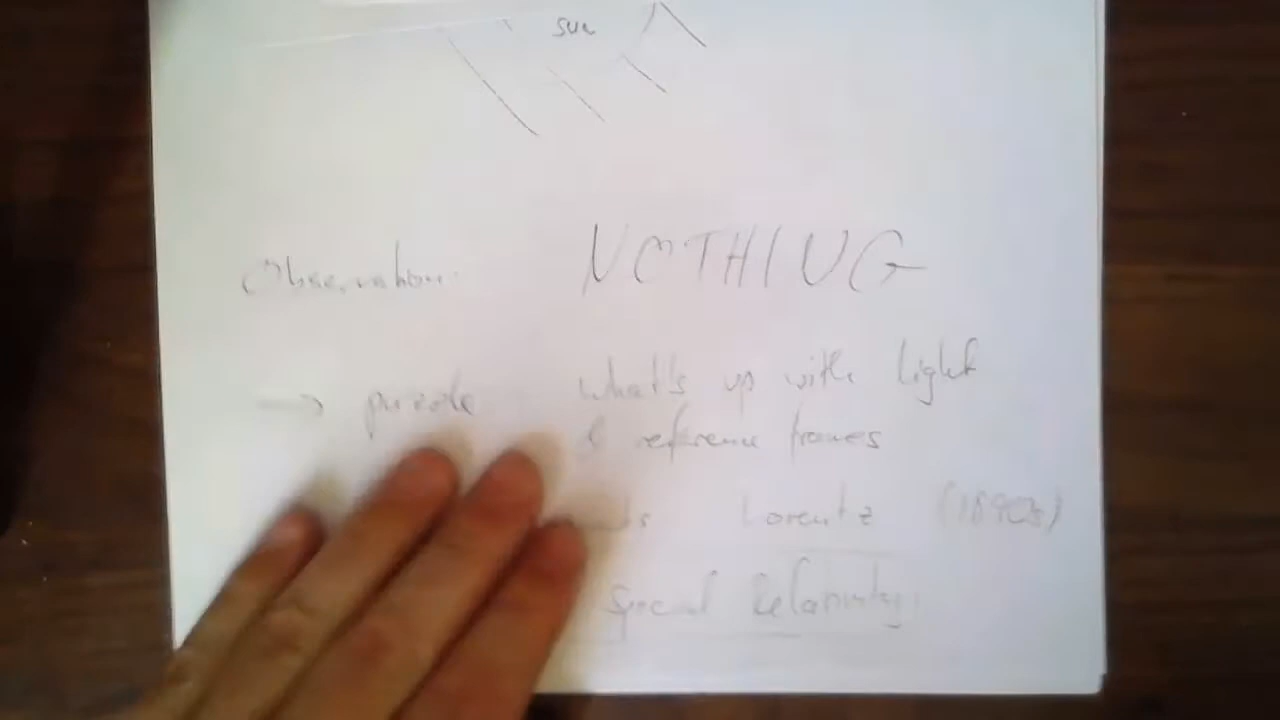 sun
Observation: NOTHING
→ puzzle what's up with light
& reference frames
Lorentz (1890s)
Special Relativity